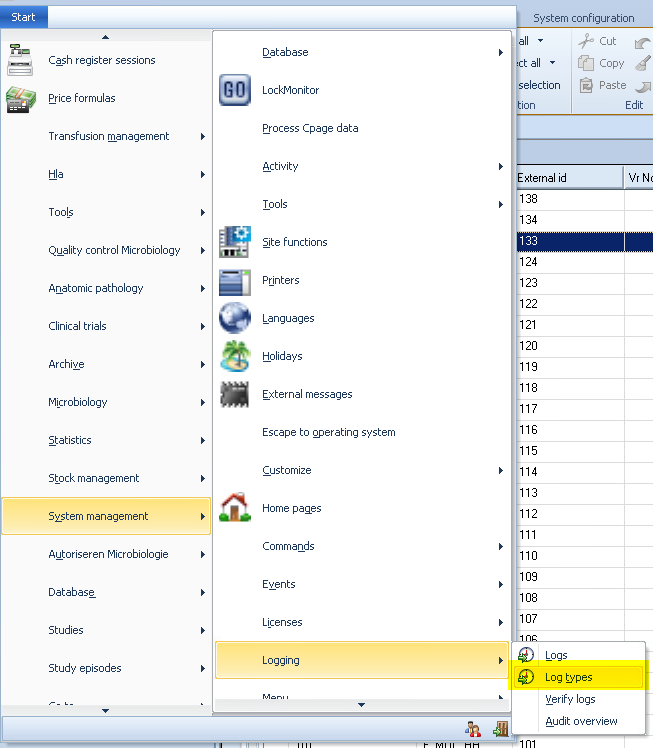 Start
System configuration
Cash register sessions
Price formulas
Transfusion management
Hla
Tools
Quality control Microbiology
Anatomic pathology
Clinical trials
Archive
Microbiology
Statistics
Stock management
System management
Autoriseren Microbiologie
Database
Studies
Study episodes
Database
LockMonitor
Process Cpage data
Activity
Tools
Site functions
Printers
Languages
Holidays
External messages
Escape to operating system
Customize
Home pages
Commands
Events
Licenses
Logging
Menu
Logs
Log types
Verify logs
Audit overview
all
Cut
ct all
Copy
selection
Paste
tion
Edit
External id
Vr No
138
134
133
124
123
122
121
120
119
118
117
116
115
114
113
112
111
110
109
108
107
106
101